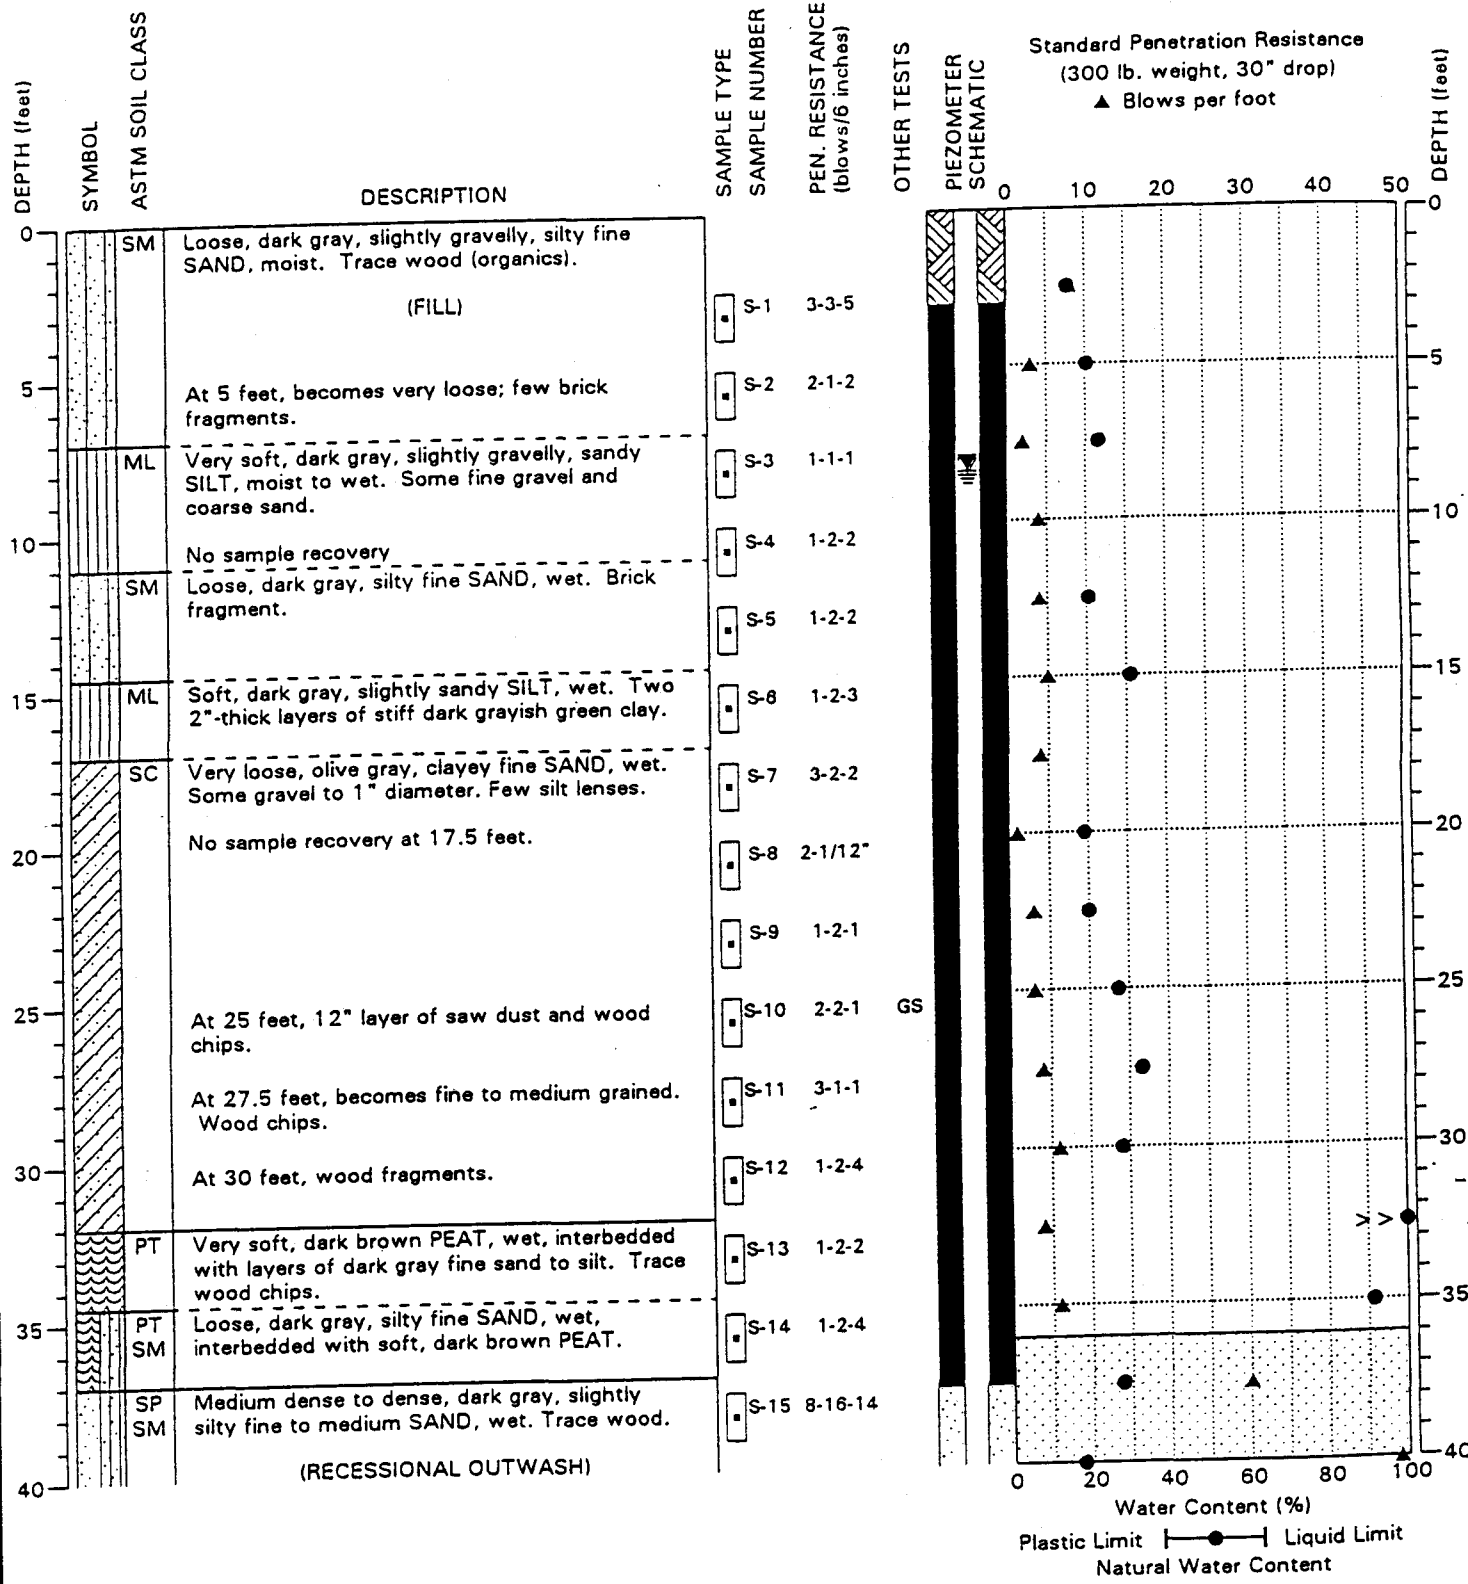 DEPTH (feet)
SYMBOL
ASTM SOIL CLASS
DESCRIPTION
SAMPLE TYPE
SAMPLE NUMBER
PEN. RESISTANCE
(blows/6 inches)
OTHER TESTS
PIEZOMETER
SCHEMATIC
Standard Penetration Resistance
(300 lb. weight, 30" drop)
▲ Blows per foot
DEPTH (feet)
0 10 20 30 40 50
0
SM Loose, dark gray, slightly gravelly, silty fine
SAND, moist. Trace wood (organics).
(FILL)
S-1 3-3-5
5 At 5 feet, becomes very loose; few brick
fragments.
S-2 2-1-2
5
ML Very soft, dark gray, slightly gravelly, sandy
SILT, moist to wet. Some fine gravel and
coarse sand.
S-3 1-1-1
10 No sample recovery
S-4 1-2-2
10
SM Loose, dark gray, silty fine SAND, wet. Brick
fragment.
S-5 1-2-2
15 ML Soft, dark gray, slightly sandy SILT, wet. Two
2"-thick layers of stiff dark grayish green clay.
S-6 1-2-3
15
SC Very loose, olive gray, clayey fine SAND, wet.
Some gravel to 1" diameter. Few silt lenses.
S-7 3-2-2
No sample recovery at 17.5 feet.
20
S-8 2-1/12"
20
S-9 1-2-1
25 At 25 feet, 12" layer of saw dust and wood
chips.
S-10 2-2-1 GS
25
At 27.5 feet, becomes fine to medium grained.
Wood chips.
S-11 3-1-1
30 At 30 feet, wood fragments.
S-12 1-2-4
30
> >
PT Very soft, dark brown PEAT, wet, interbedded
with layers of dark gray fine sand to silt. Trace
wood chips.
S-13 1-2-2
35 PT
SM
Loose, dark gray, silty fine SAND, wet,
interbedded with soft, dark brown PEAT.
S-14 1-2-4
35
SP
SM
Medium dense to dense, dark gray, slightly
silty fine to medium SAND, wet. Trace wood.
S-15 8-16-14
(RECESSIONAL OUTWASH)
40
40
0 20 40 60 80 100
Water Content (%)
Plastic Limit Liquid Limit
Natural Water Content
0